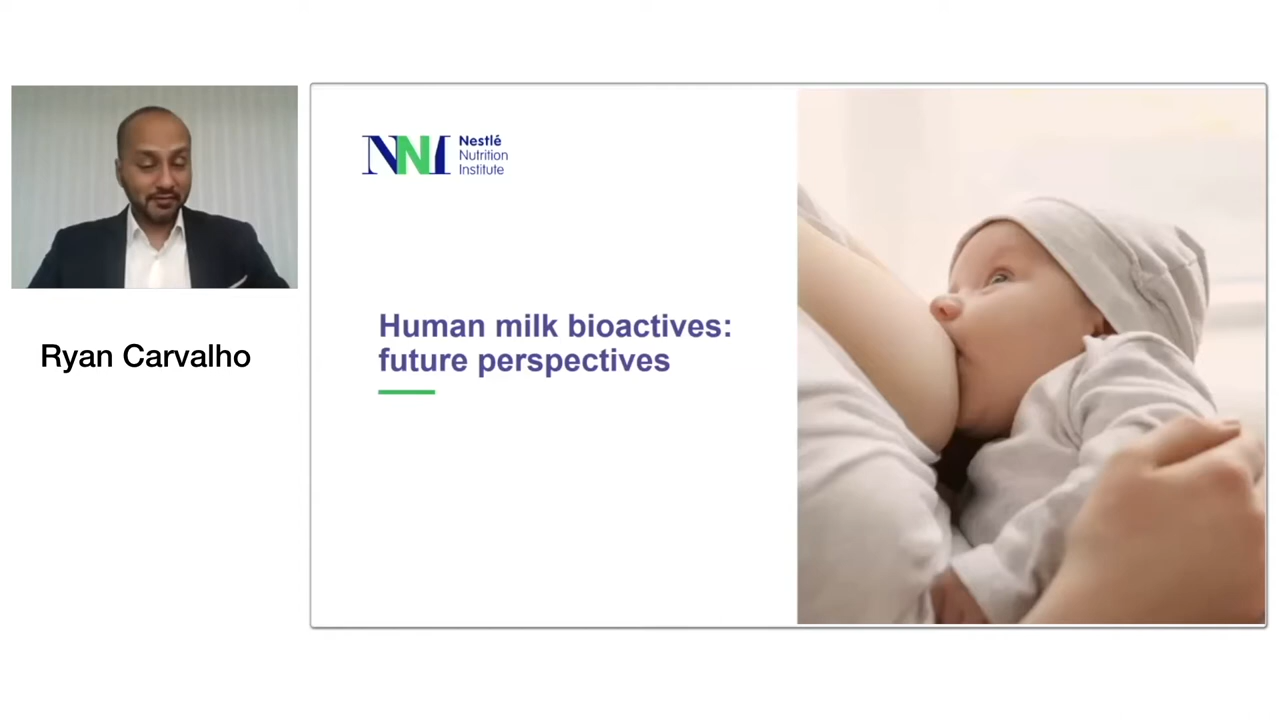 Nestlé
Nutrition
Institute
NNI
Human milk bioactives:
future perspectives
Ryan Carvalho